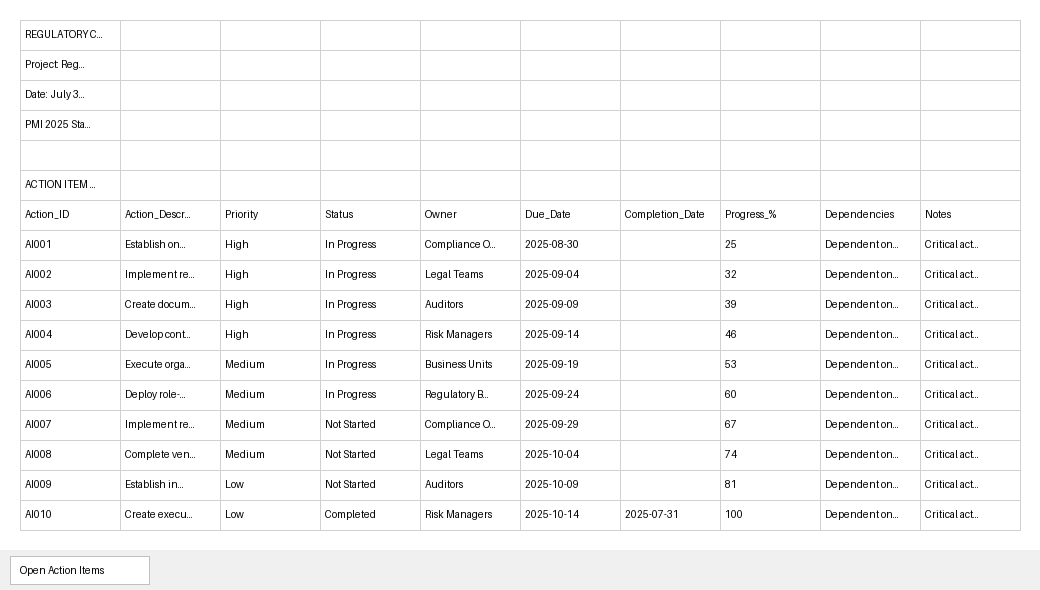 REGULATORY C...
Project: Reg...
Date: July 3...
PMI 2025 Sta...
ACTION ITEM ...
Action_ID Action_Descr... Priority Status Owner Due_Date Completion_Date Progress_% Dependencies Notes
AI001 Establish on... High In Progress Compliance O... 2025-08-30 25 Dependent on... Critical act...
AI002 Implement re... High In Progress Legal Teams 2025-09-04 32 Dependent on... Critical act...
AI003 Create docum... High In Progress Auditors 2025-09-09 39 Dependent on... Critical act...
AI004 Develop cont... High In Progress Risk Managers 2025-09-14 46 Dependent on... Critical act...
AI005 Execute orga... Medium In Progress Business Units 2025-09-19 53 Dependent on... Critical act...
AI006 Deploy role-... Medium In Progress Regulatory B... 2025-09-24 60 Dependent on... Critical act...
AI007 Implement re... Medium Not Started Compliance O... 2025-09-29 67 Dependent on... Critical act...
AI008 Complete ven... Medium Not Started Legal Teams 2025-10-04 74 Dependent on... Critical act...
AI009 Establish in... Low Not Started Auditors 2025-10-09 81 Dependent on... Critical act...
AI010 Create execu... Low Completed Risk Managers 2025-10-14 2025-07-31 100 Dependent on... Critical act...
Open Action Items